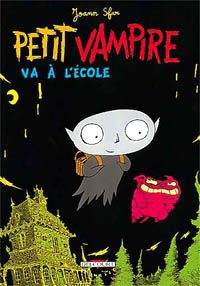 Joann Sfar
PETIT VAMPIRE
VA À L'ÉCOLE
DELCOURT